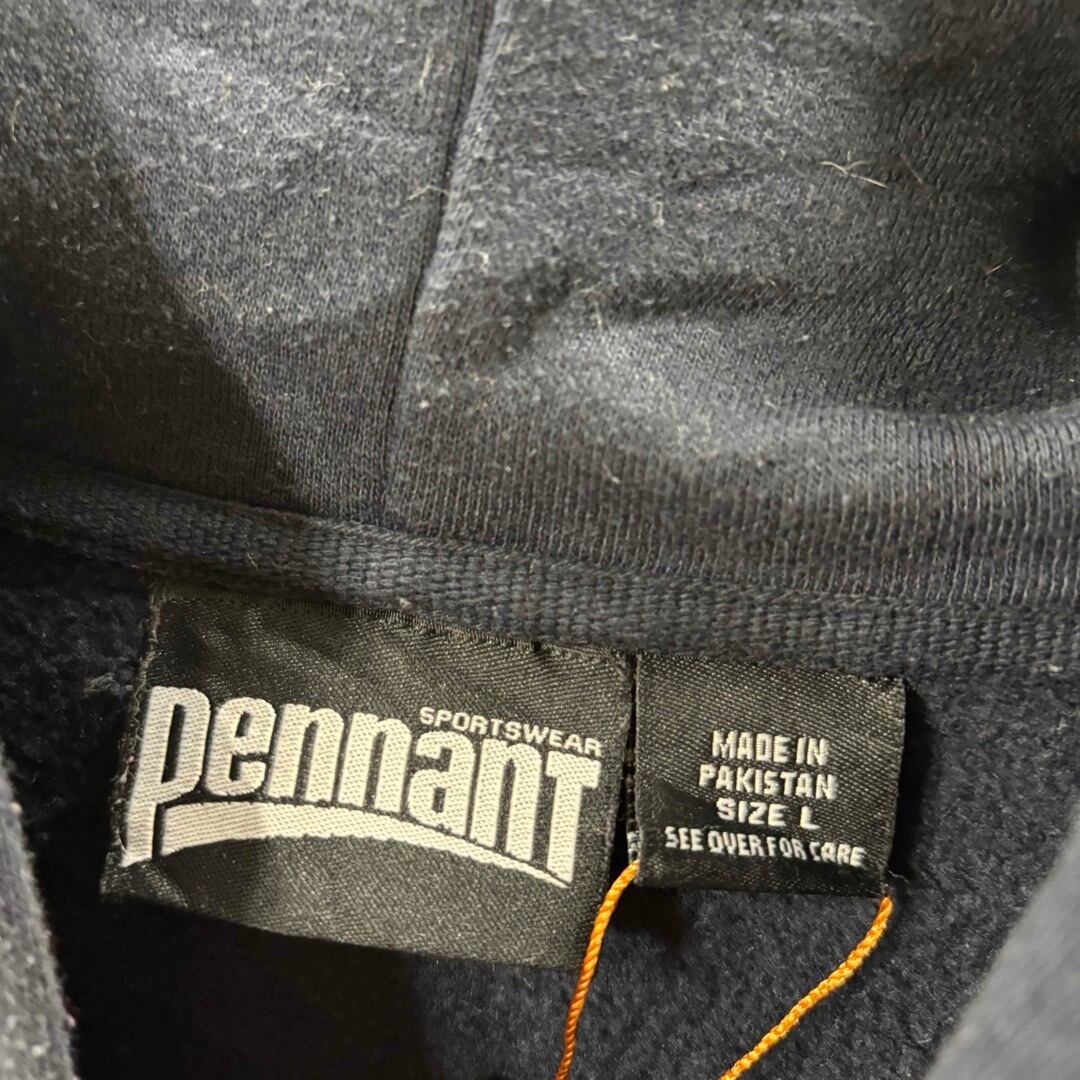 SPORTSWEAR
PennanT
MADE IN
PAKISTAN
SIZE L
SEE OVER FOR CARE